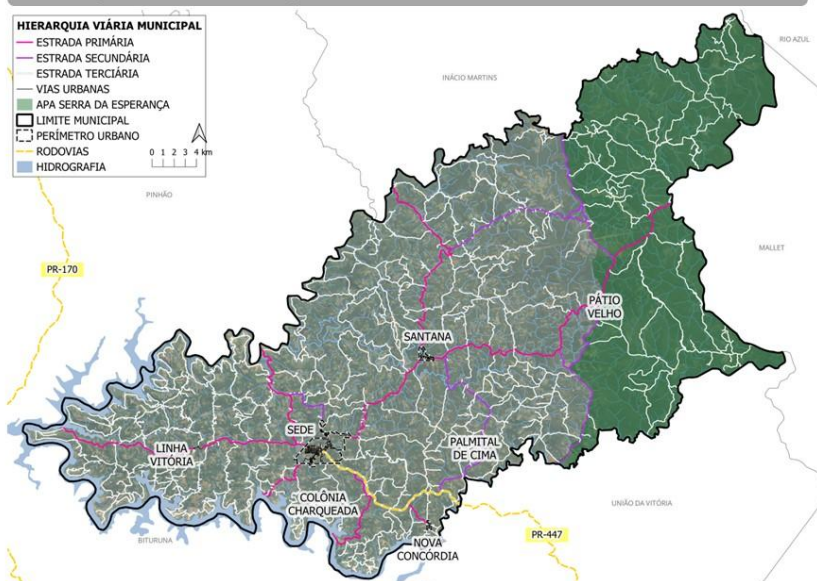 HIERARQUIA VIÁRIA MUNICIPAL
ESTRADA PRIMÁRIA
ESTRADA SECUNDÁRIA
ESTRADA TERCIÁRIA
VIAS URBANAS
APA SERRA DA ESPERANÇA
LIMITE MUNICIPAL
PERÍMETRO URBANO
RODOVIAS
0 1 2 3 4 km
HIDROGRAFIA
RIO AZUL
INÁCIO MARTINS
PINHÃO
MALLET
PR-170
PÁTIO
VELHO
SANTANA
SEDE
LINHA
VITÓRIA
PALMITAL
DE CIMA
COLÔNIA
CHARQUEADA
UNIÃO DA VITÓRIA
BITURUNA
PR-447
NOVA
CONCÓRDIA